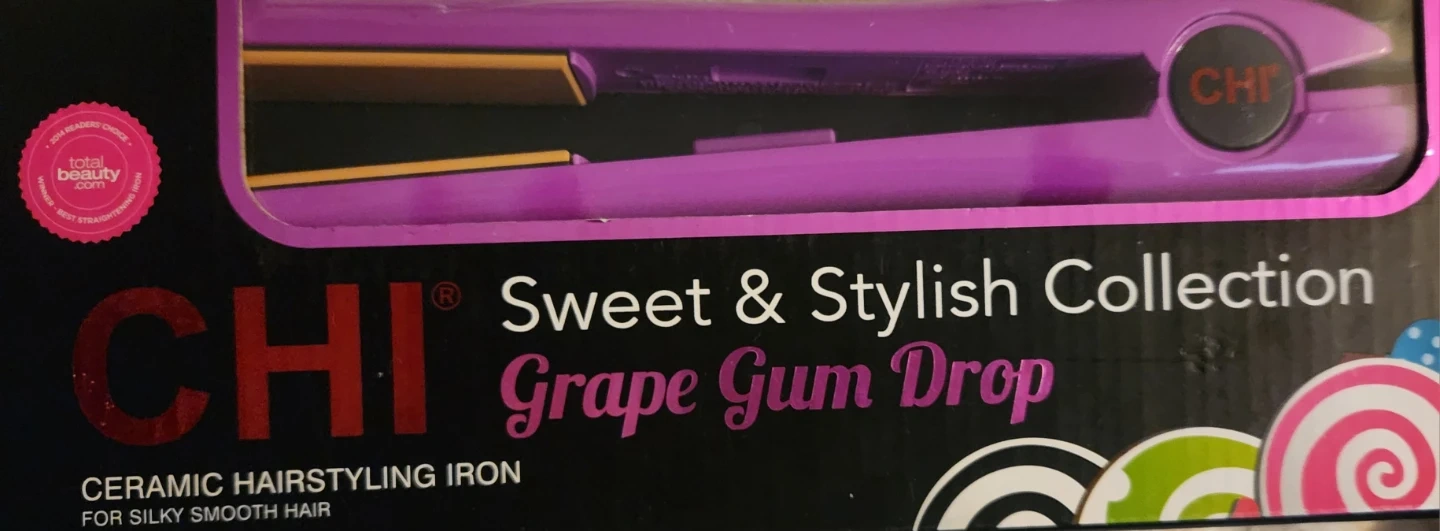 CHI
2014 READERS' CHOICE
total
beauty
.com
WINNER - BEST STRAIGHTENING IRON
CHI®
Sweet & Stylish Collection
Grape Gum Drop
CERAMIC HAIRSTYLING IRON
FOR SILKY SMOOTH HAIR